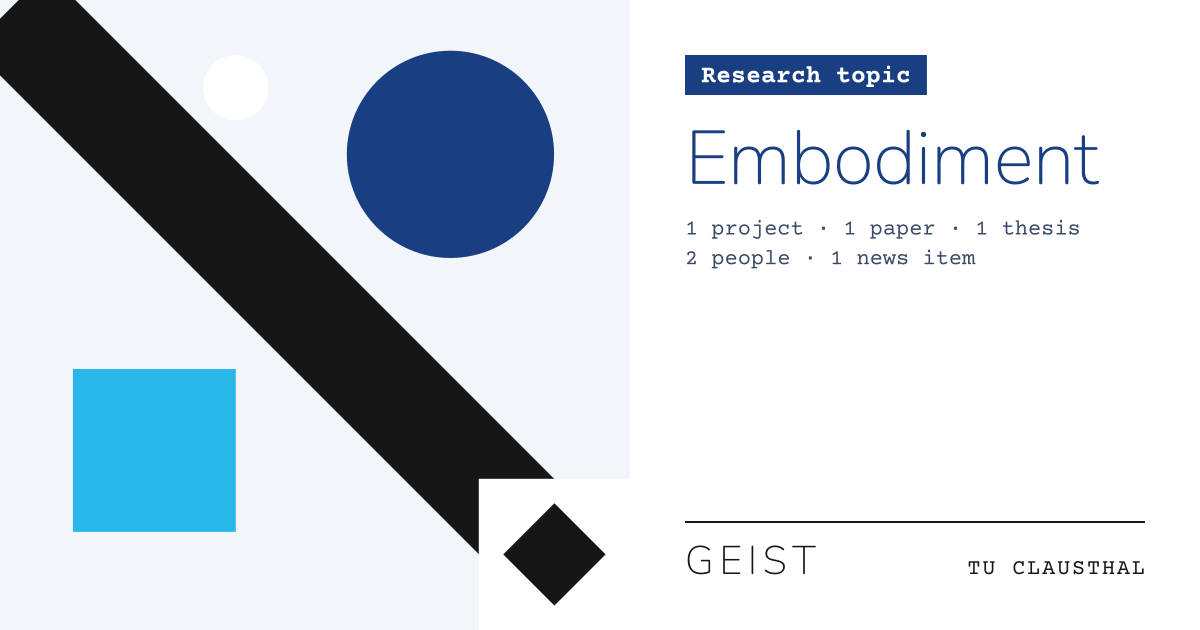 Research topic
Embodiment
1 project · 1 paper · 1 thesis
2 people · 1 news item
GEIST
TU CLAUSTHAL